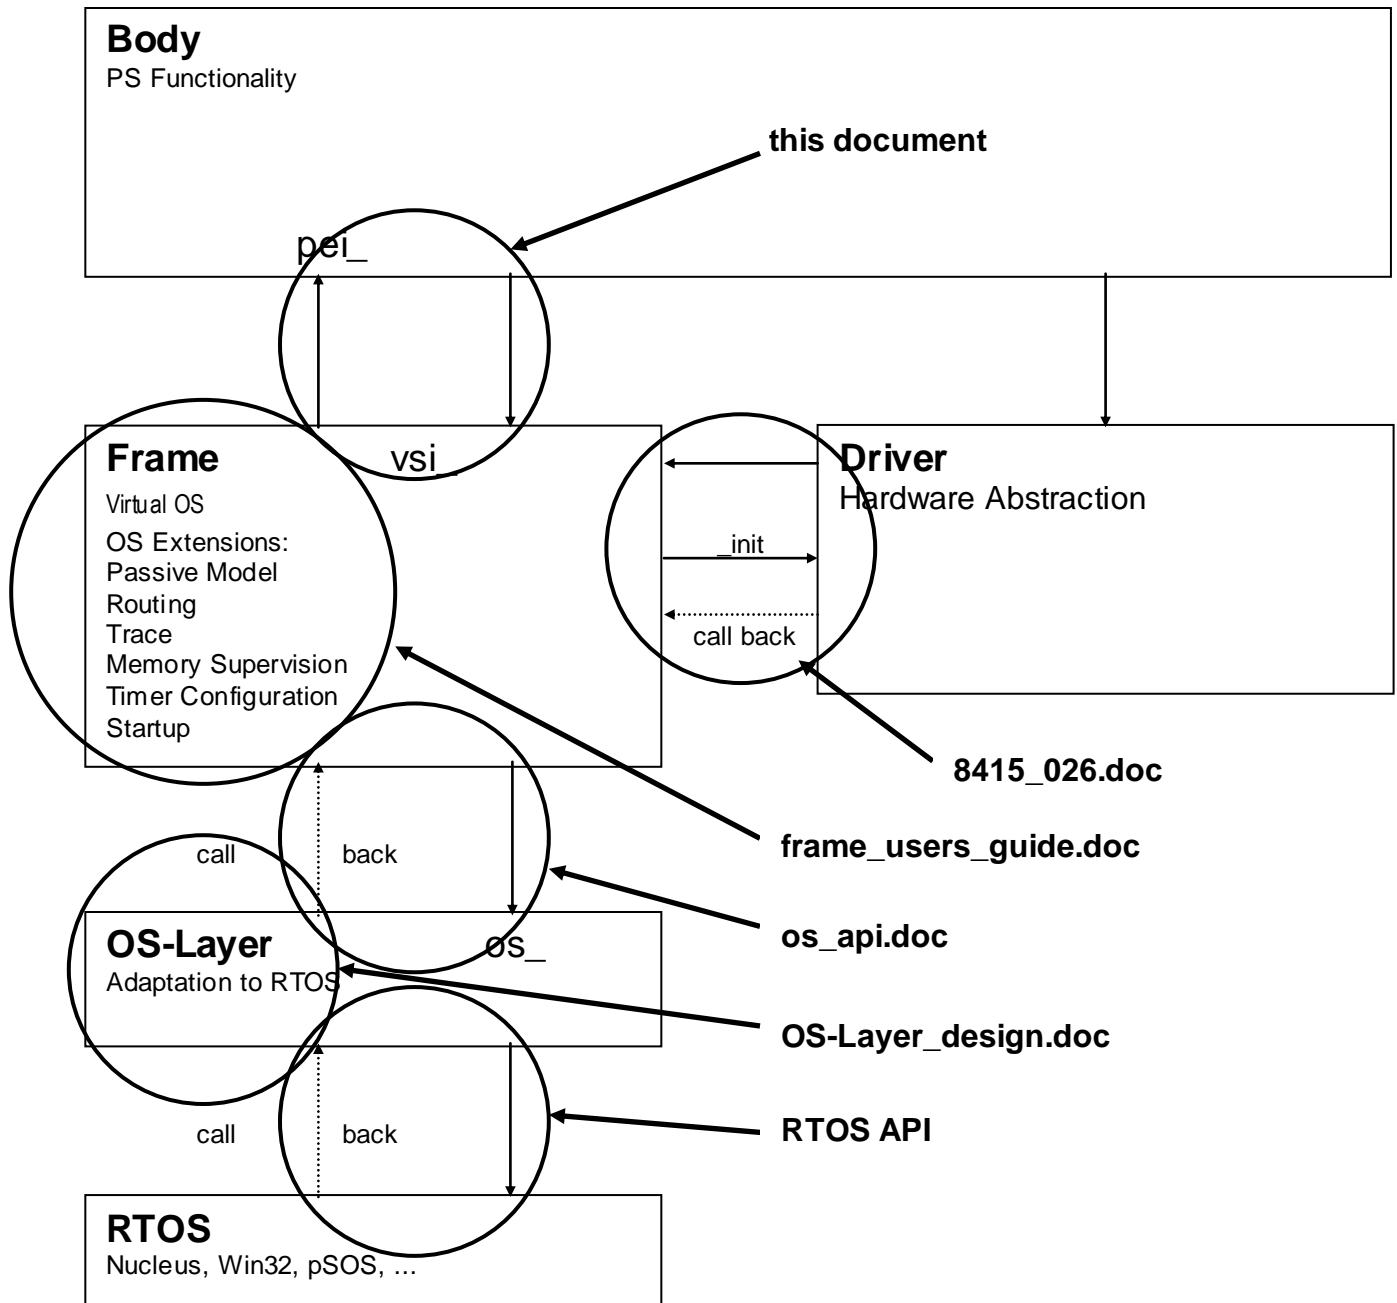 Body
PS Functionality
this document
pei_
Frame
vsi_
Virtual OS
OS Extensions:
Passive Model
Routing
Trace
Memory Supervision
Timer Configuration
Startup
_init
call back
Driver
Hardware Abstraction
8415_026.doc
frame_users_guide.doc
call back
os_api.doc
OS-Layer
os_
Adaptation to RTOS
OS-Layer_design.doc
call back
RTOS API
RTOS
Nucleus, Win32, pSOS, ...